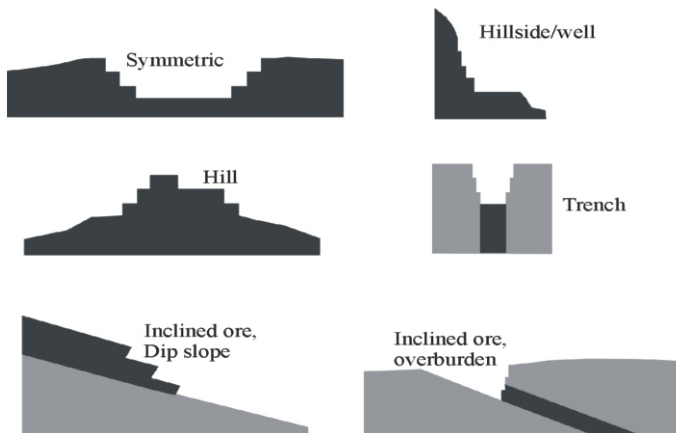 Symmetric
Hillside/well
Hill
Trench
Inclined ore,
Dip slope
Inclined ore,
overburden